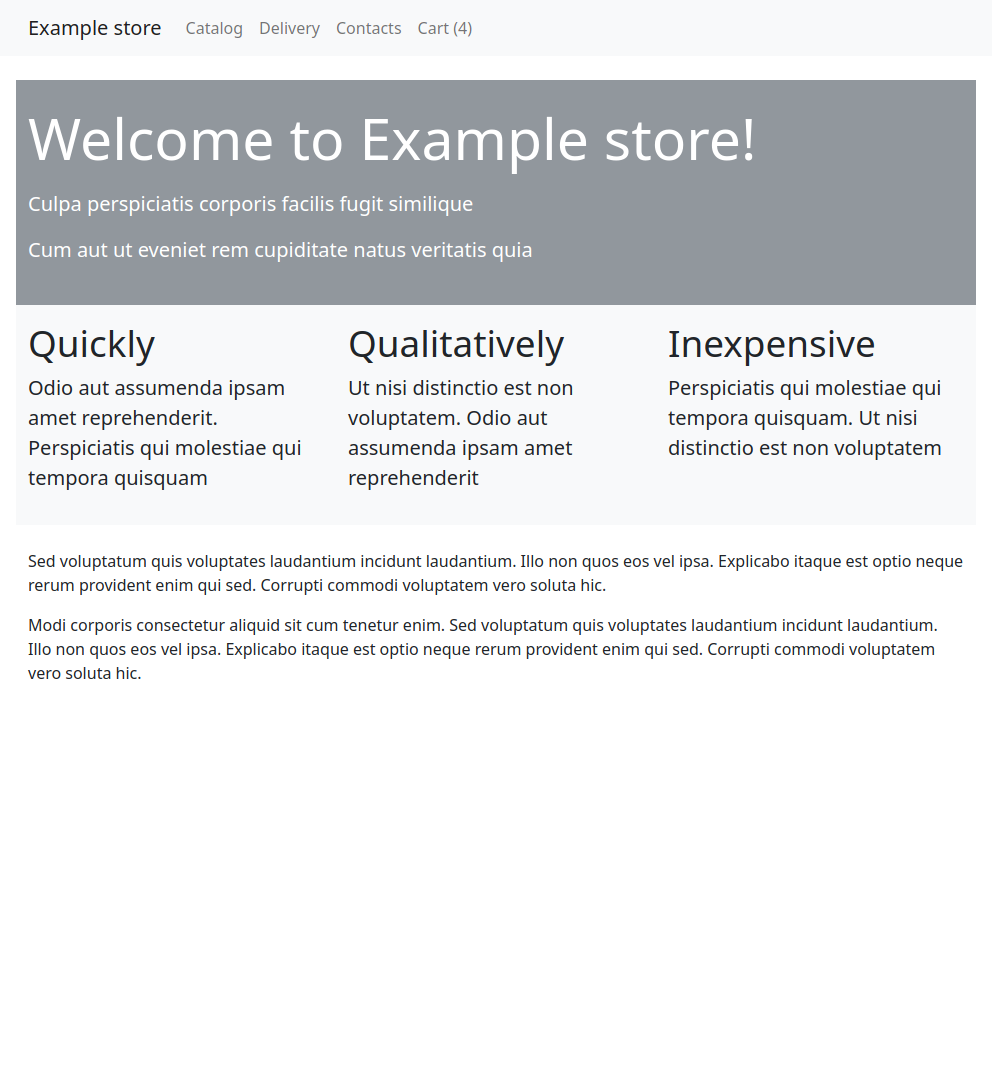 Example store Catalog Delivery Contacts Cart (4)
Welcome to Example store!
Culpa perspiciatis corporis facilis fugit similique
Cum aut ut eveniet rem cupiditate natus veritatis quia
Quickly
Odio aut assumenda ipsam
amet reprehenderit.
Perspiciatis qui molestiae qui
tempora quisquam
Qualitatively
Ut nisi distinctio est non
voluptatem. Odio aut
assumenda ipsam amet
reprehenderit
Inexpensive
Perspiciatis qui molestiae qui
tempora quisquam. Ut nisi
distinctio est non voluptatem
Sed voluptatum quis voluptates laudantium incidunt laudantium. Illo non quos eos vel ipsa. Explicabo itaque est optio neque
rerum provident enim qui sed. Corrupti commodi voluptatem vero soluta hic.
Modi corporis consectetur aliquid sit cum tenetur enim. Sed voluptatum quis voluptates laudantium incidunt laudantium.
Illo non quos eos vel ipsa. Explicabo itaque est optio neque rerum provident enim qui sed. Corrupti commodi voluptatem
vero soluta hic.